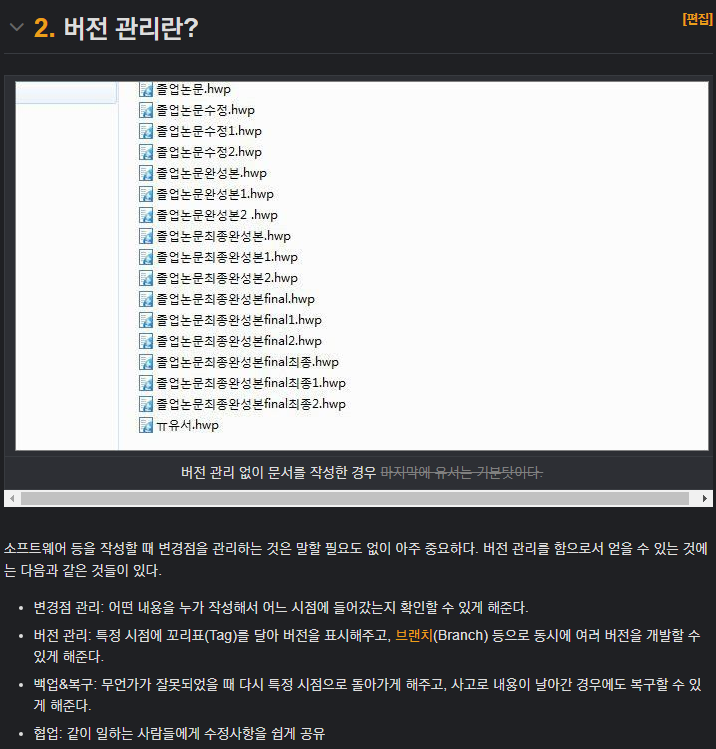 2. 버전 관리란?
[편집]
졸업논문.hwp
졸업논문수정.hwp
졸업논문수정1.hwp
졸업논문수정2.hwp
졸업논문완성본.hwp
졸업논문완성본1.hwp
졸업논문완성본2 .hwp
졸업논문최종완성본.hwp
졸업논문최종완성본1.hwp
졸업논문최종완성본2.hwp
졸업논문최종완성본final.hwp
졸업논문최종완성본final1.hwp
졸업논문최종완성본final2.hwp
졸업논문최종완성본final최종.hwp
졸업논문최종완성본final최종1.hwp
졸업논문최종완성본final최종2.hwp
ㅠ유서.hwp
버전 관리 없이 문서를 작성한 경우 마지막에 유서는 기분탓이다.
소프트웨어 등을 작성할 때 변경점을 관리하는 것은 말할 필요도 없이 아주 중요하다. 버전 관리를 함으로서 얻을 수 있는 것에
는 다음과 같은 것들이 있다.
• 변경점 관리: 어떤 내용을 누가 작성해서 어느 시점에 들어갔는지 확인할 수 있게 해준다.
• 버전 관리: 특정 시점에 꼬리표(Tag)를 달아 버전을 표시해주고, 브랜치(Branch) 등으로 동시에 여러 버전을 개발할 수
있게 해준다.
• 백업&복구: 무언가가 잘못되었을 때 다시 특정 시점으로 돌아가게 해주고, 사고로 내용이 날아간 경우에도 복구할 수 있
게 해준다.
• 협업: 같이 일하는 사람들에게 수정사항을 쉽게 공유